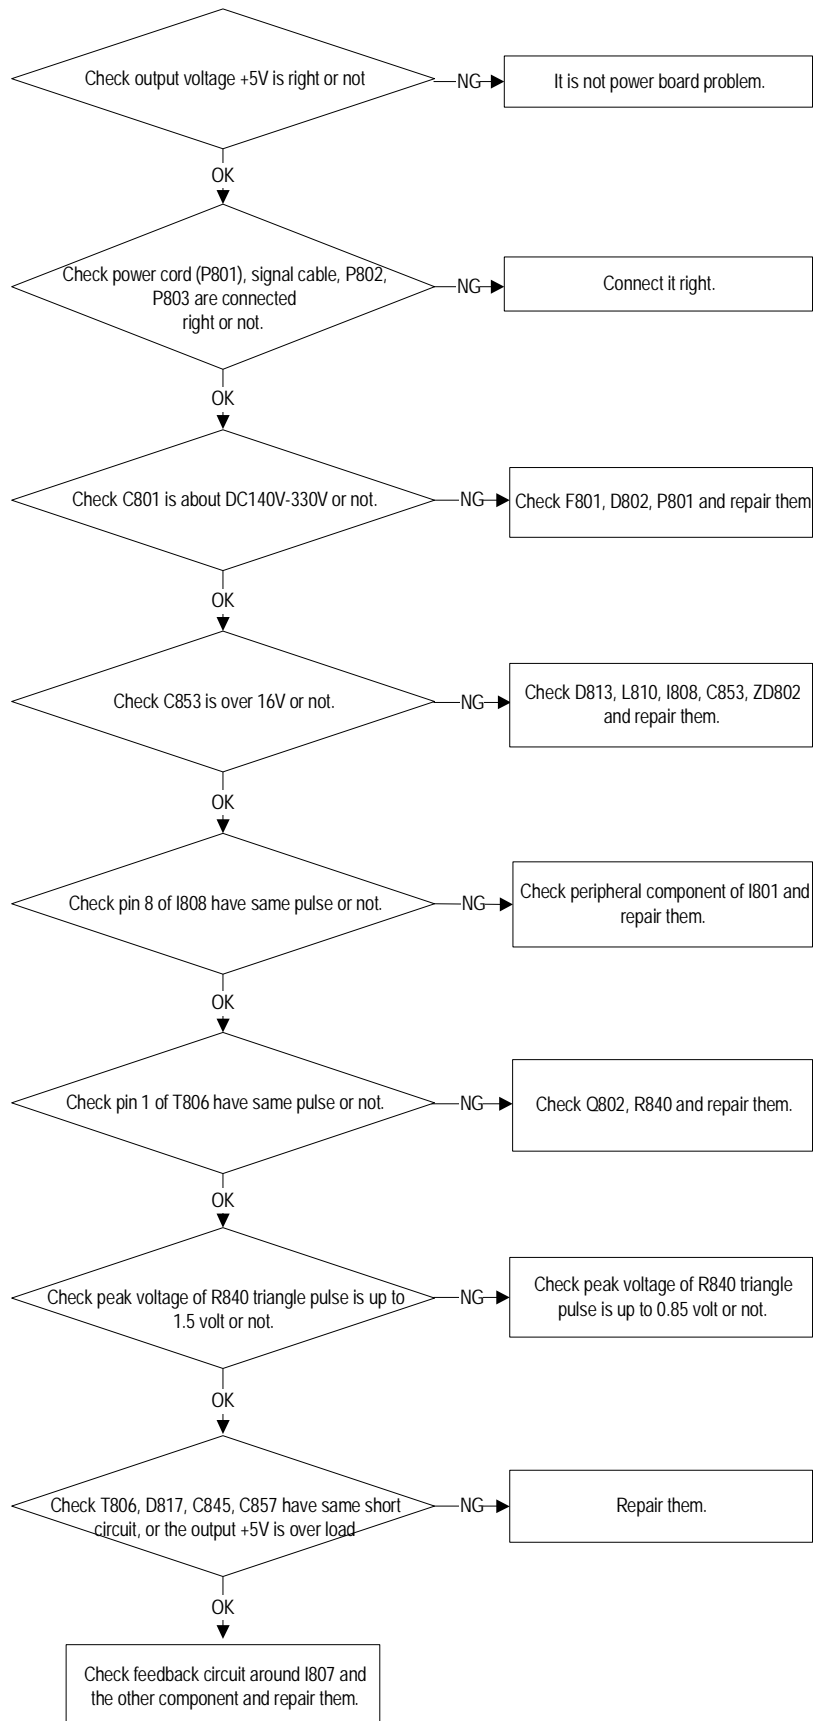 Check output voltage +5V is right or not
NG
It is not power board problem.
OK
Check power cord (P801), signal cable, P802,
P803 are connected
right or not.
NG
Connect it right.
OK
Check C801 is about DC140V-330V or not.
NG
Check F801, D802, P801 and repair them
OK
Check C853 is over 16V or not.
NG
Check D813, L810, I808, C853, ZD802
and repair them.
OK
Check pin 8 of I808 have same pulse or not.
NG
Check peripheral component of I801 and
repair them.
OK
Check pin 1 of T806 have same pulse or not.
NG
Check Q802, R840 and repair them.
OK
Check peak voltage of R840 triangle pulse is up to
1.5 volt or not.
NG
Check peak voltage of R840 triangle
pulse is up to 0.85 volt or not.
OK
Check T806, D817, C845, C857 have same short
circuit, or the output +5V is over load
NG
Repair them.
OK
Check feedback circuit around I807 and
the other component and repair them.